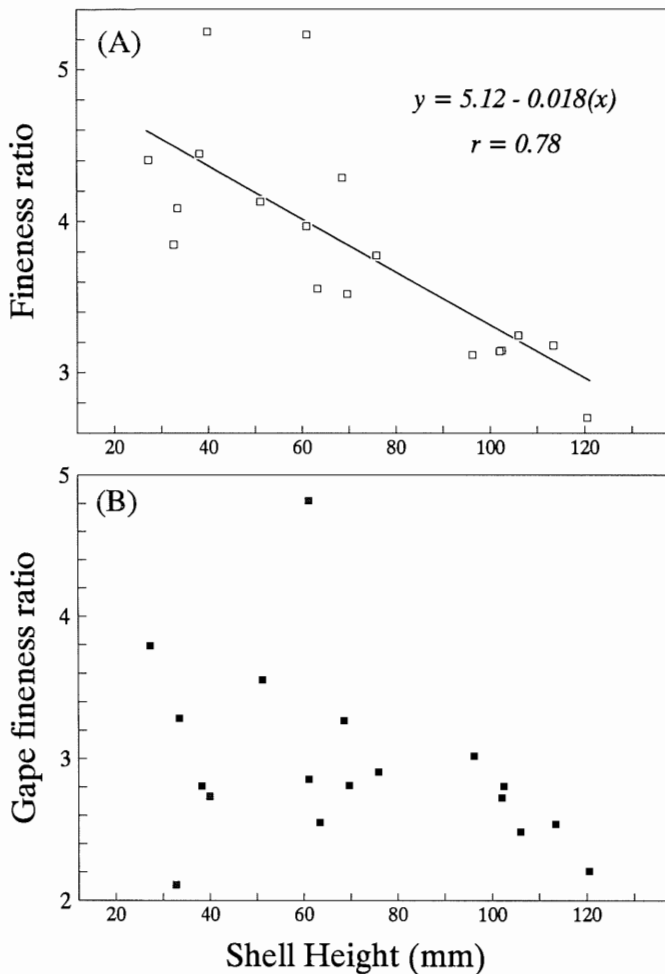 (A)
y = 5.12 - 0.018(x)
r = 0.78
Fineness ratio
5
4
3
20 40 60 80 100 120
(B)
Gape fineness ratio
5
4
3
2
20 40 60 80 100 120
Shell Height (mm)